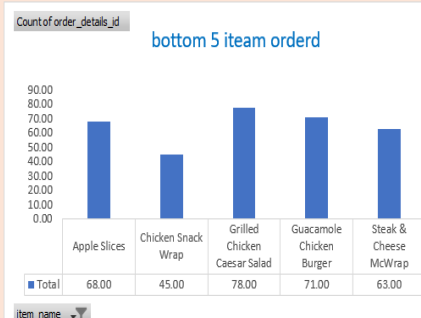 Count of order_details_id
bottom 5 iteam orderd
90.00
80.00
70.00
60.00
50.00
40.00
30.00
20.00
10.00
0.00
Apple Slices
Chicken Snack
Wrap
Grilled
Chicken
Caesar Salad
Guacamole
Chicken
Burger
Steak &
Cheese
McWrap
Total 68.00 45.00 78.00 71.00 63.00
item_name